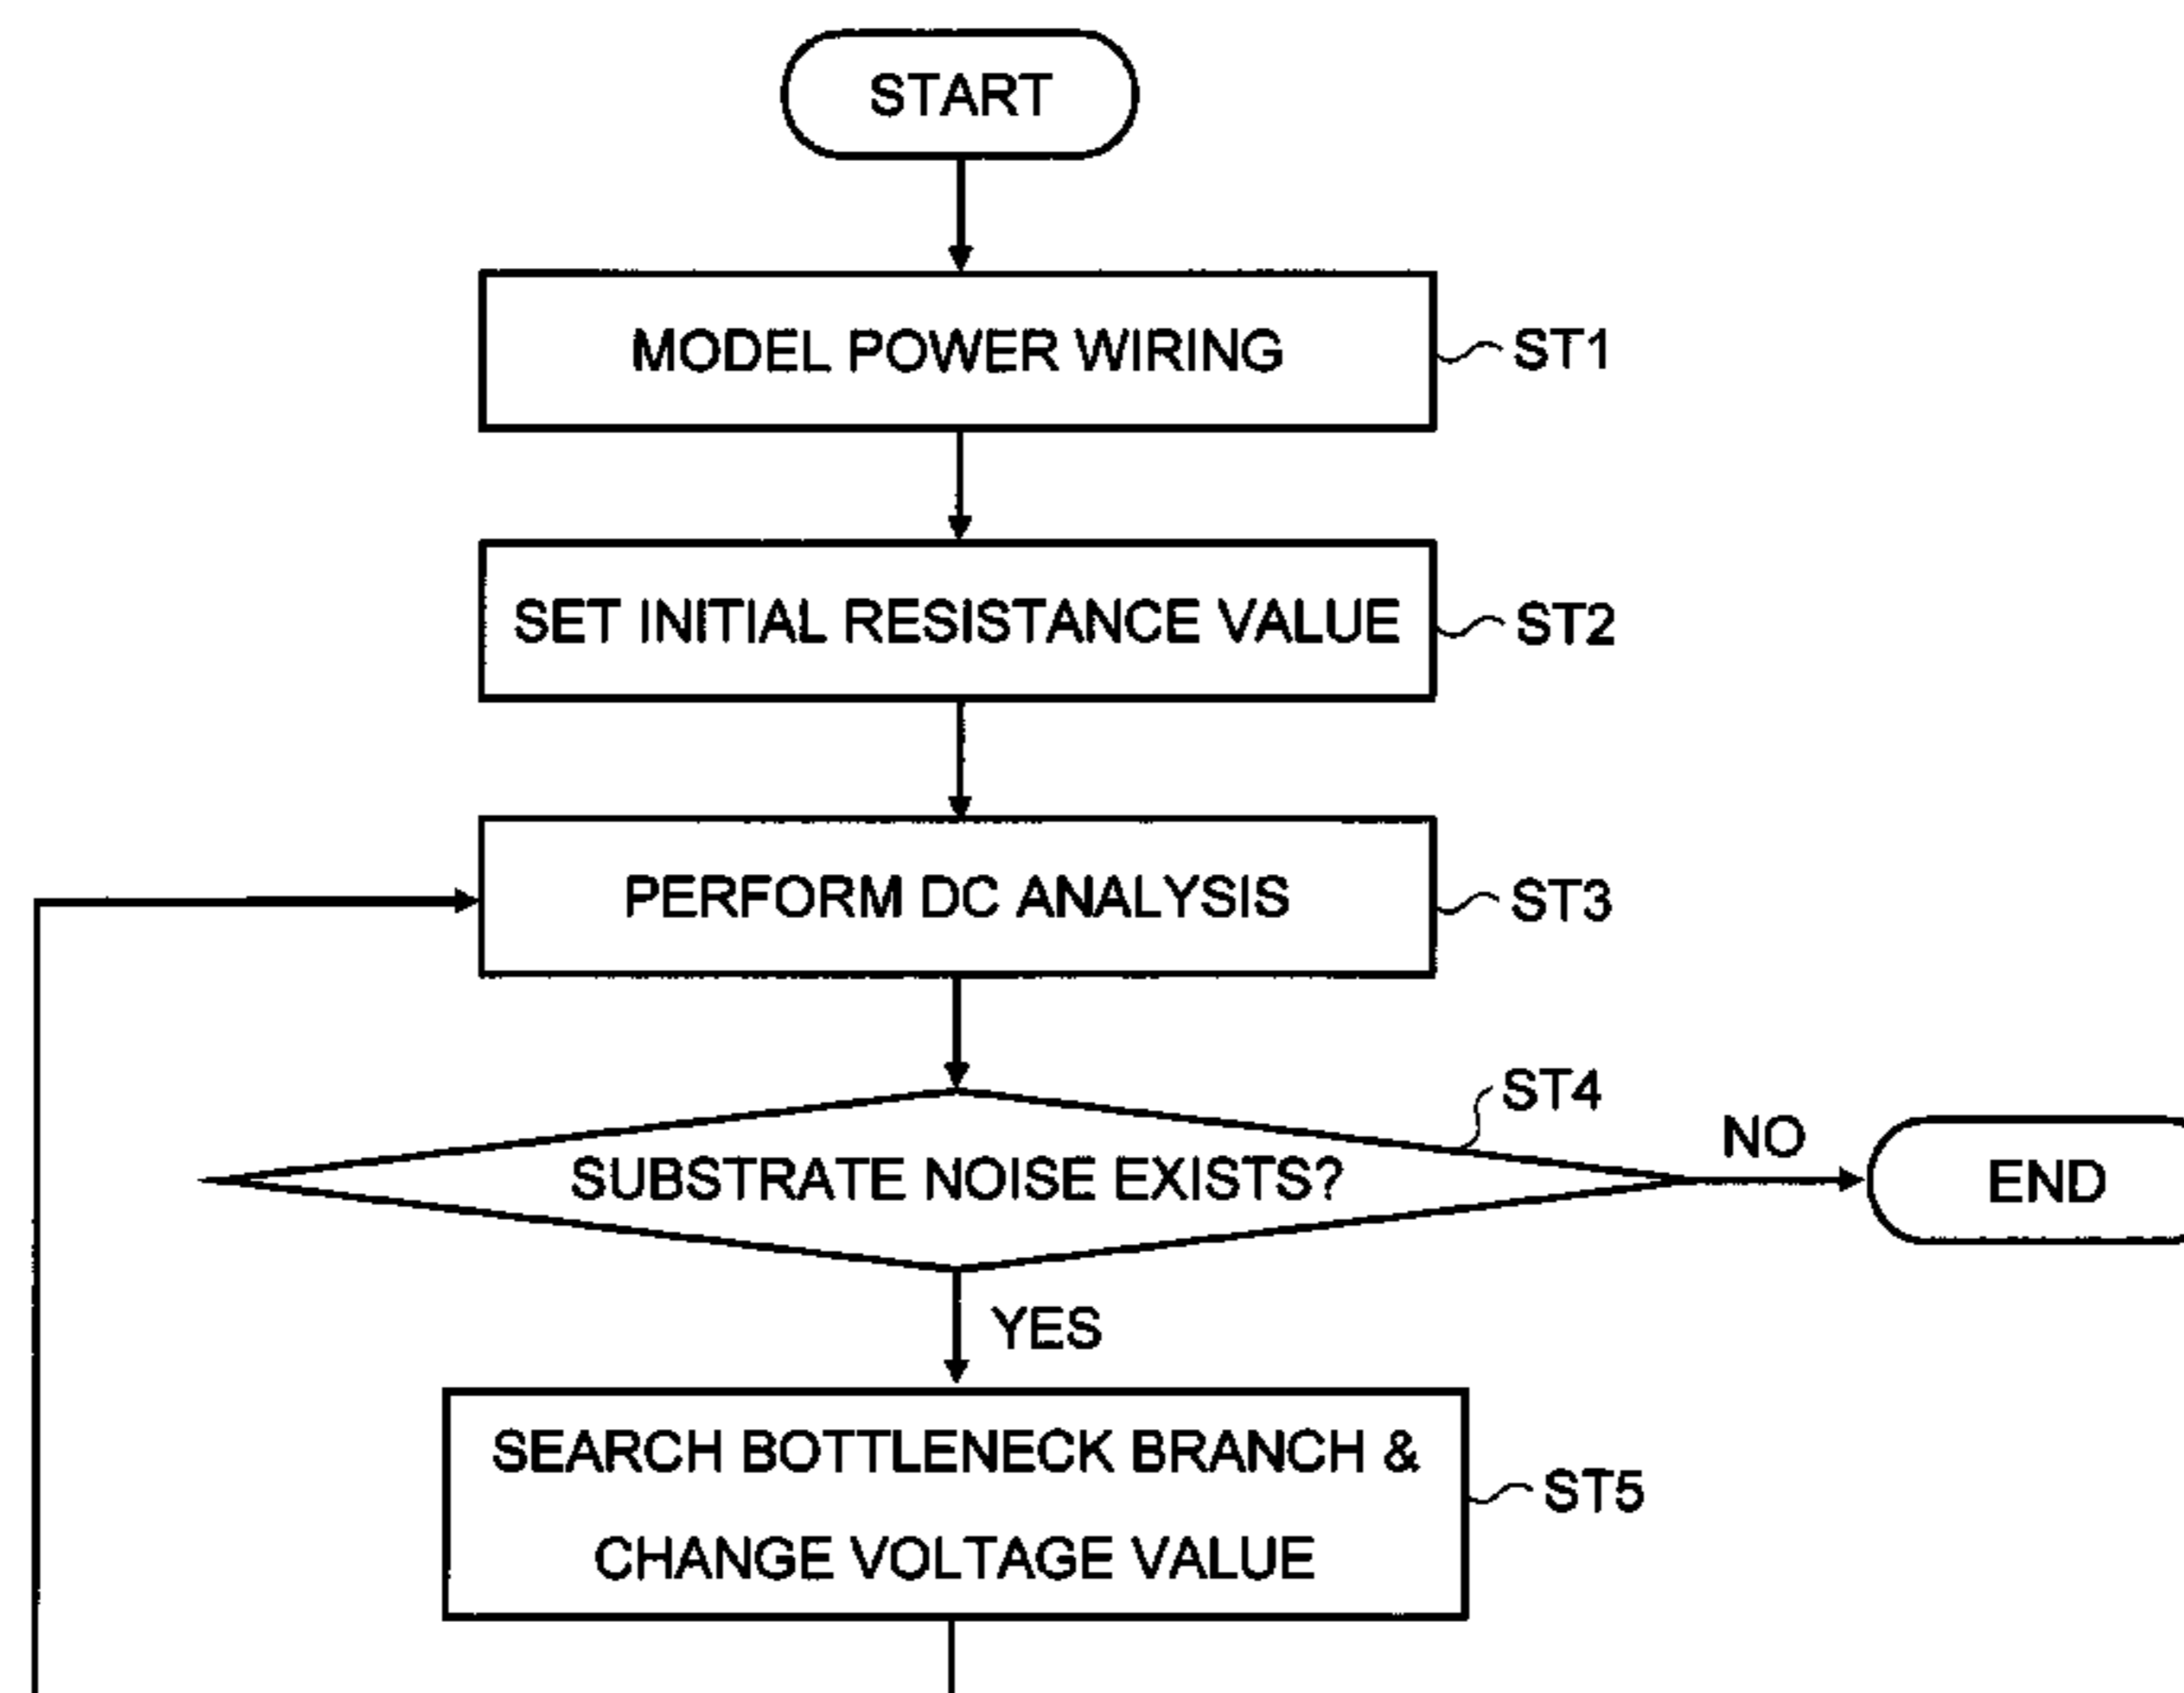 START
MODEL POWER WIRING
ST1
SET INITIAL RESISTANCE VALUE
ST2
PERFORM DC ANALYSIS
ST3
ST4
NO
SUBSTRATE NOISE EXISTS?
END
YES
SEARCH BOTTLENECK BRANCH &
CHANGE VOLTAGE VALUE
ST5